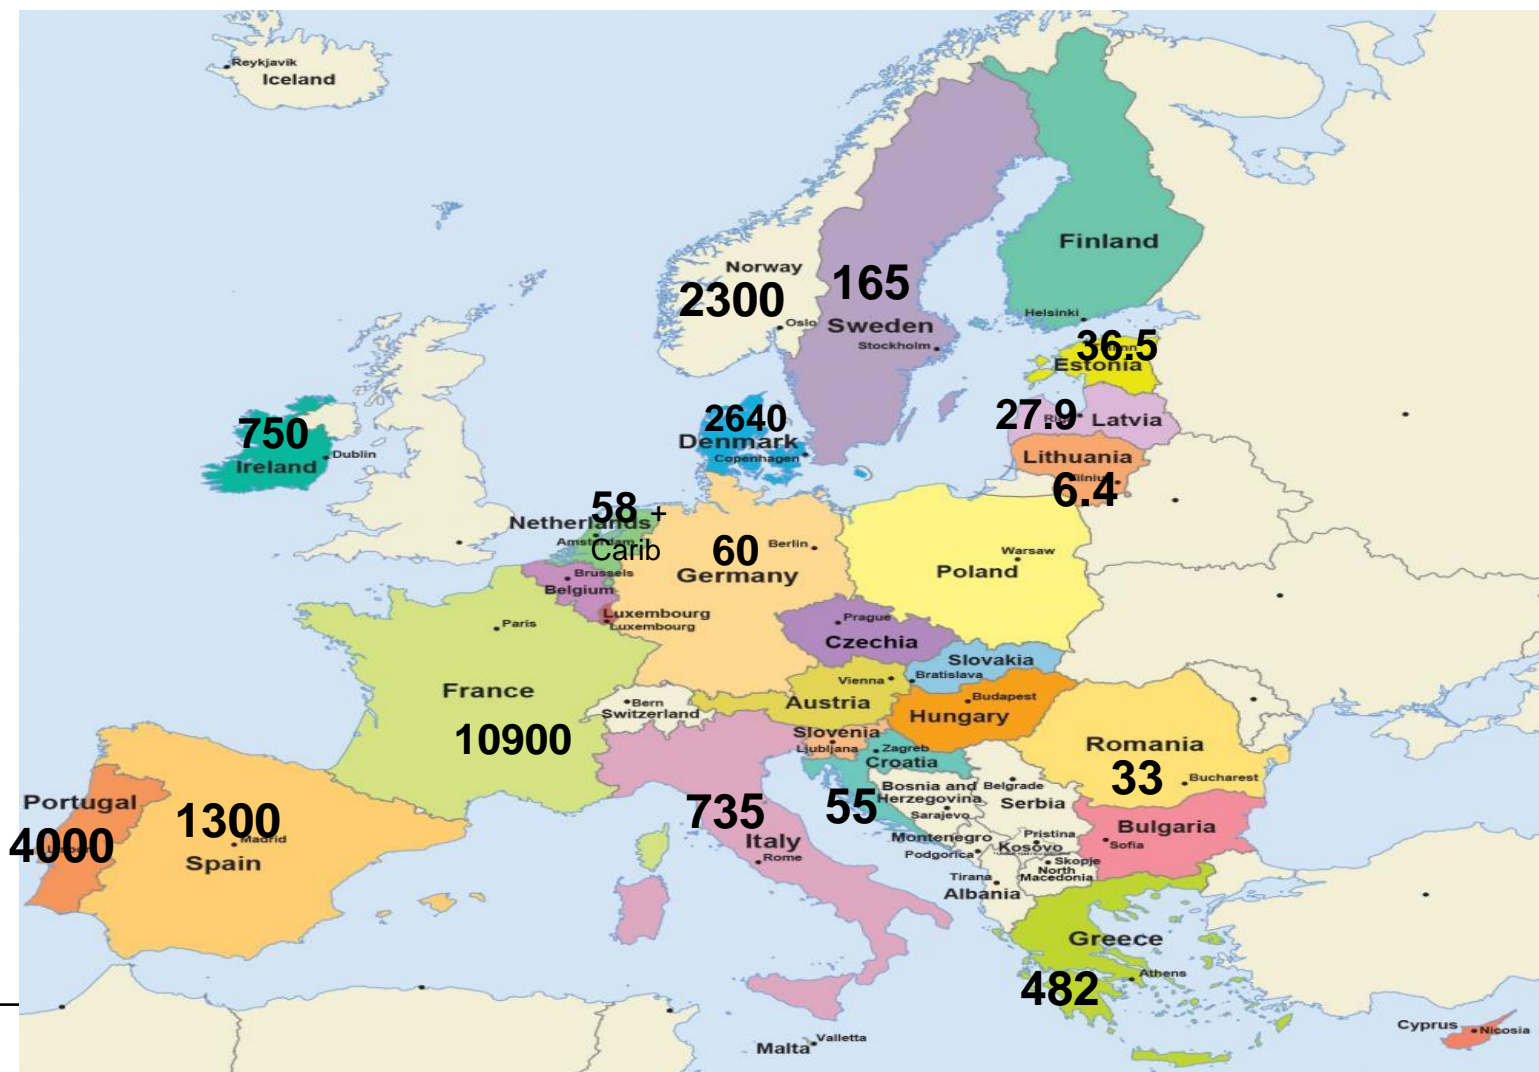 Reykjavik
Iceland
Finland
Norway
2300
165
Oslo
Sweden
Stockholm
Helsinki
36.5
Estonia
27.9
Latvia
Lithuania
6.4
750
Ireland
Dublin
2640
Denmark
Copenhagen
58 +
Netherlands
Amsterdam
Carib
60
Berlin
Germany
Warsaw
Poland
Brussels
Belgium
Luxembourg
Luxembourg
Paris
France
10900
Prague
Czechia
Slovakia
Bratislava
Vienna
Austria
Budapest
Hungary
Bern
Switzerland
Slovenia
Ljubljana
Zagreb
Croatia
55
Romania
33
Bucharest
Bosnia and
Herzegovina
Sarajevo
Belgrade
Serbia
Montenegro
Podgorica
Pristina
Kosovo
Skopje
North
Macedonia
Tirana
Albania
Bulgaria
Sofia
Portugal
4000
1300
Madrid
Spain
735
Italy
Rome
Greece
482
Athens
Malta
Valletta
Cyprus
Nicosia